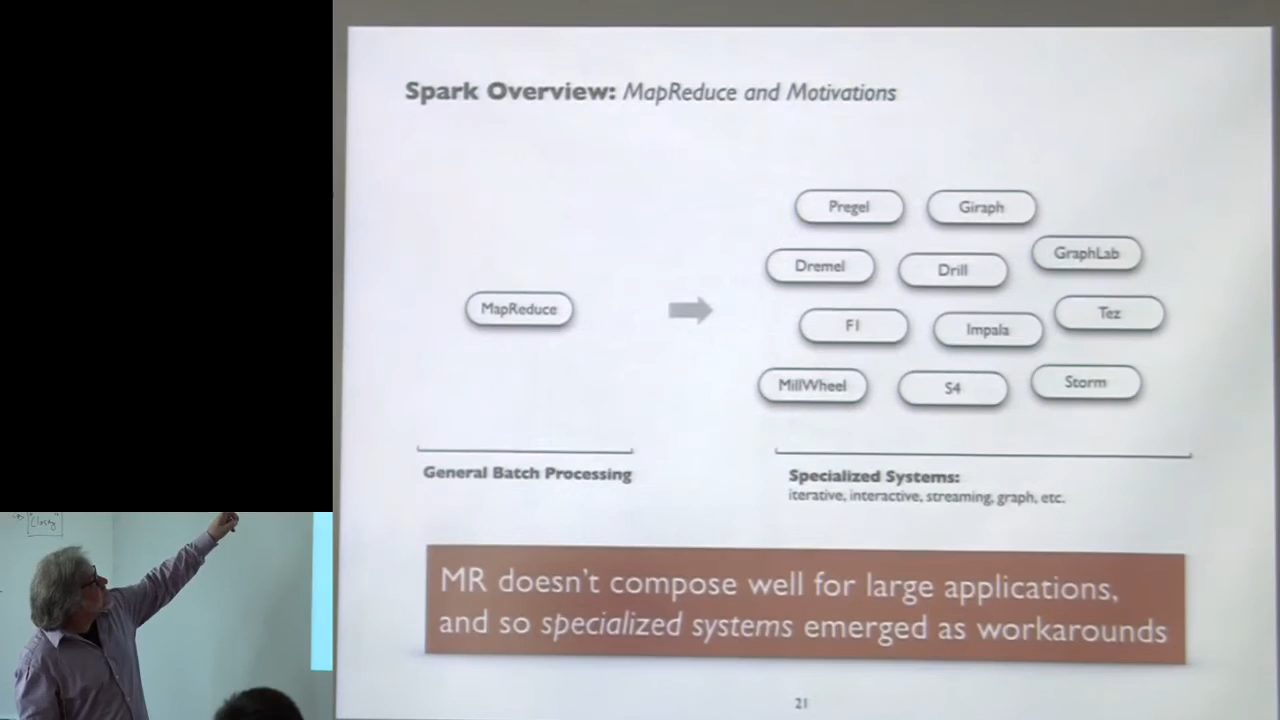 Spark Overview: MapReduce and Motivations
Pregel
Giraph
GraphLab
Dremel
Drill
MapReduce
Tez
F1
Impala
MillWheel
S4
Storm
General Batch Processing
Specialized Systems:
iterative, interactive, streaming, graph, etc.
MR doesn't compose well for large applications,
and so specialized systems emerged as workarounds
21